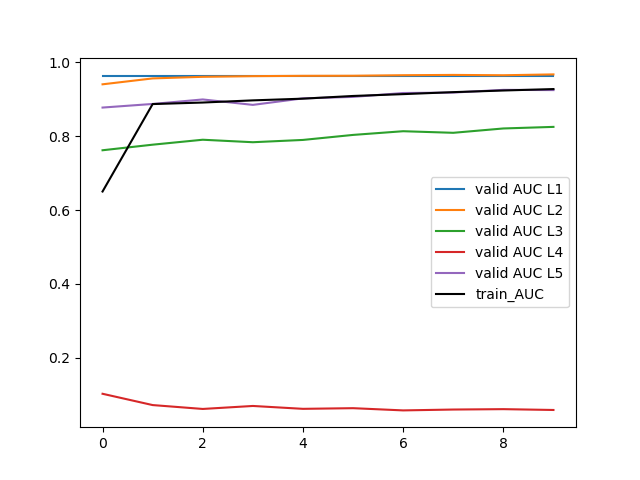 1.0
0.8
0.6
0.4
0.2
0 2 4 6 8
valid AUC L1
valid AUC L2
valid AUC L3
valid AUC L4
valid AUC L5
train_AUC